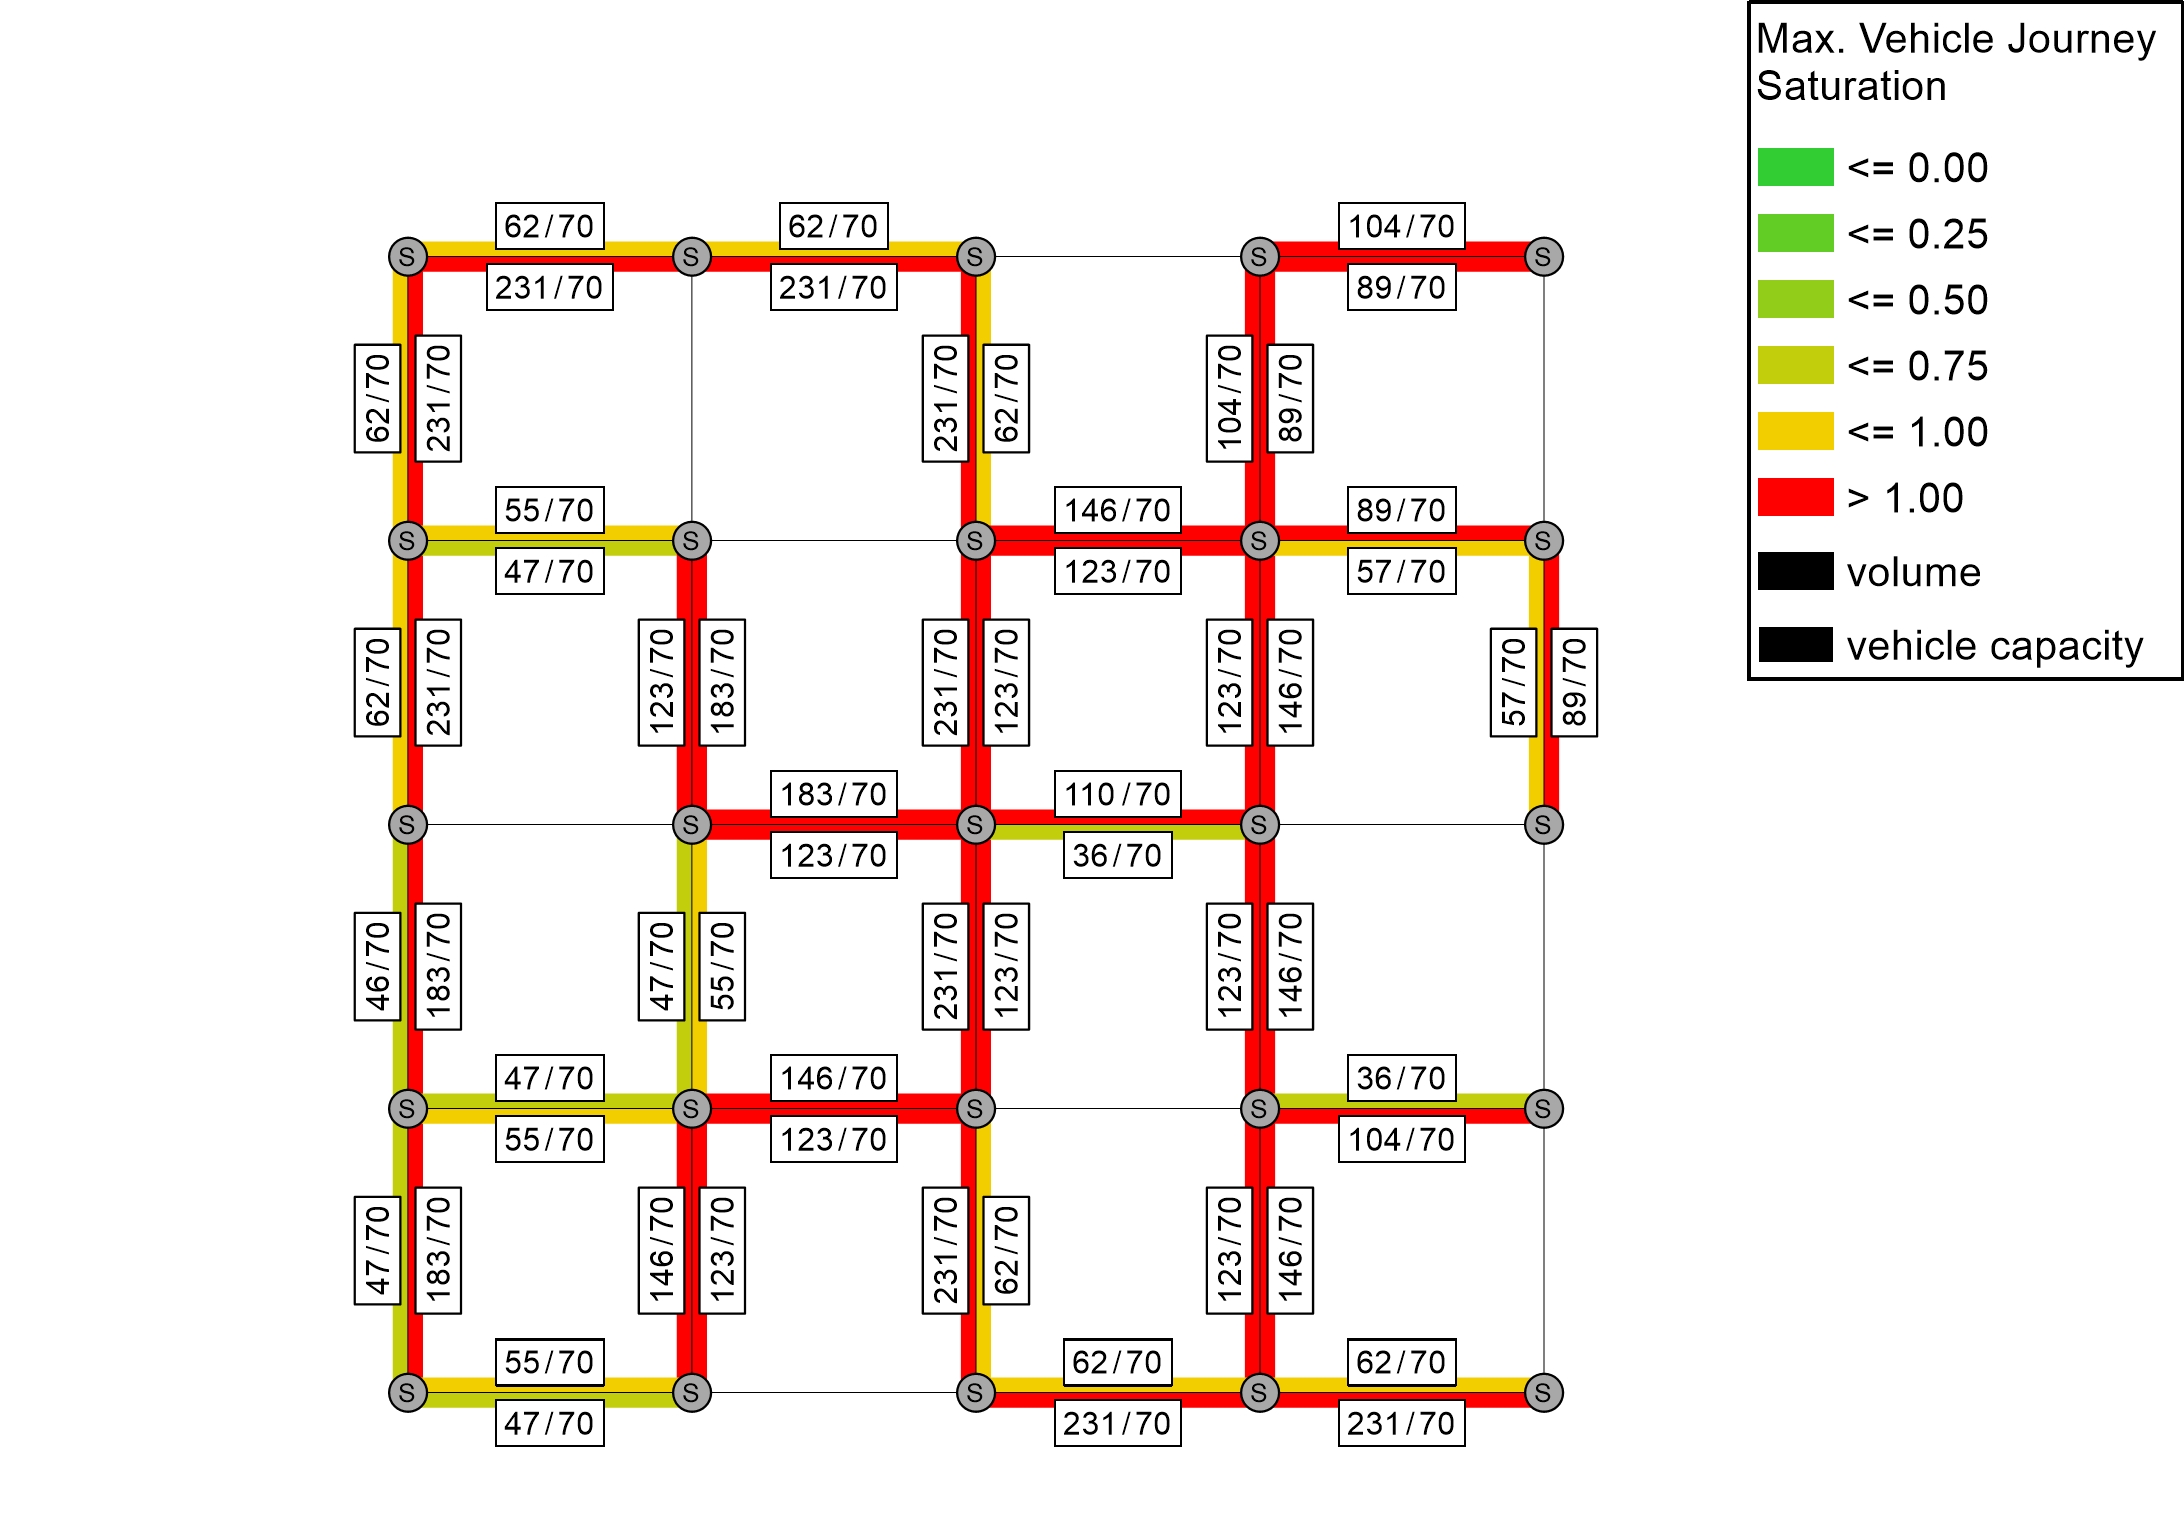 Max. Vehicle Journey
Saturation
<= 0.00
<= 0.25
<= 0.50
<= 0.75
<= 1.00
> 1.00
volume
vehicle capacity
62/70
62/70
104/70
S
S
S
S
S
231/70
231/70
89/70
62/70
231/70
231/70
62/70
104/70
89/70
55/70
146/70
89/70
S
S
S
S
S
47/70
123/70
57/70
62/70
231/70
123/70
183/70
231/70
123/70
123/70
146/70
57/70
89/70
183/70
110/70
S
S
S
S
S
123/70
36/70
46/70
183/70
47/70
55/70
231/70
123/70
123/70
146/70
47/70
146/70
36/70
S
S
S
S
S
55/70
123/70
104/70
47/70
183/70
146/70
123/70
231/70
62/70
123/70
146/70
55/70
62/70
62/70
S
S
S
S
S
47/70
231/70
231/70